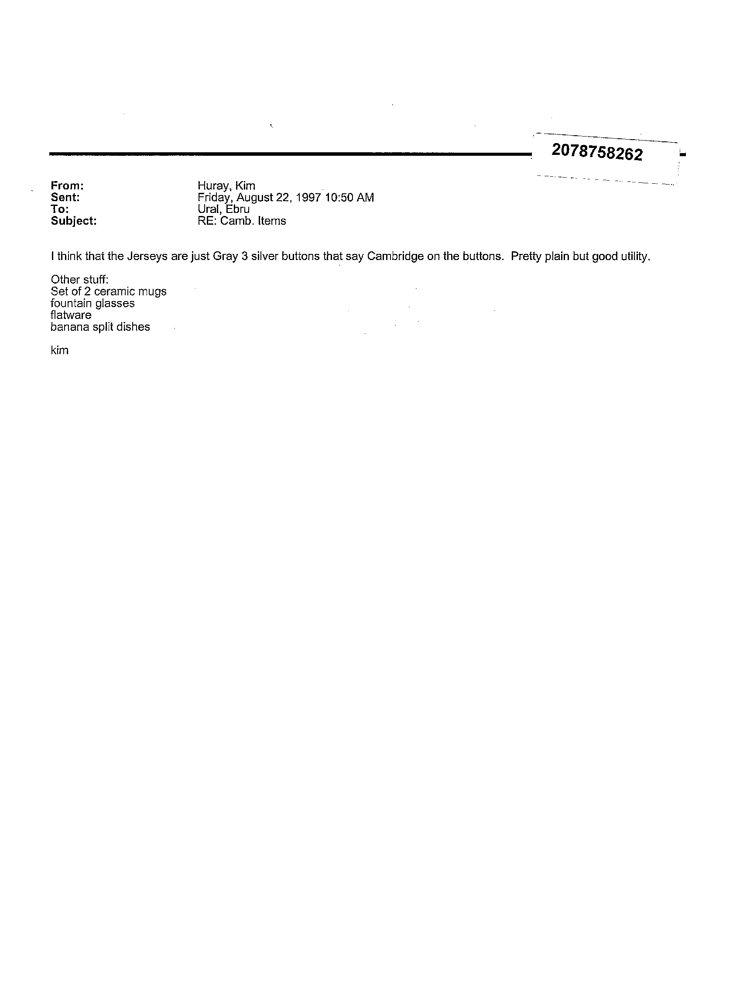 2078758262
From: Huray, Kim
Sent: Friday, August 22, 1997 10:50 AM
To: Ural, Ebru
Subject: RE: Camb. Items
I think that the Jerseys are just Gray 3 silver buttons that say Cambridge on the buttons.  Pretty plain but good utility.
Other stuff:
Set of 2 ceramic mugs
fountain glasses
flatware
banana split dishes
kim